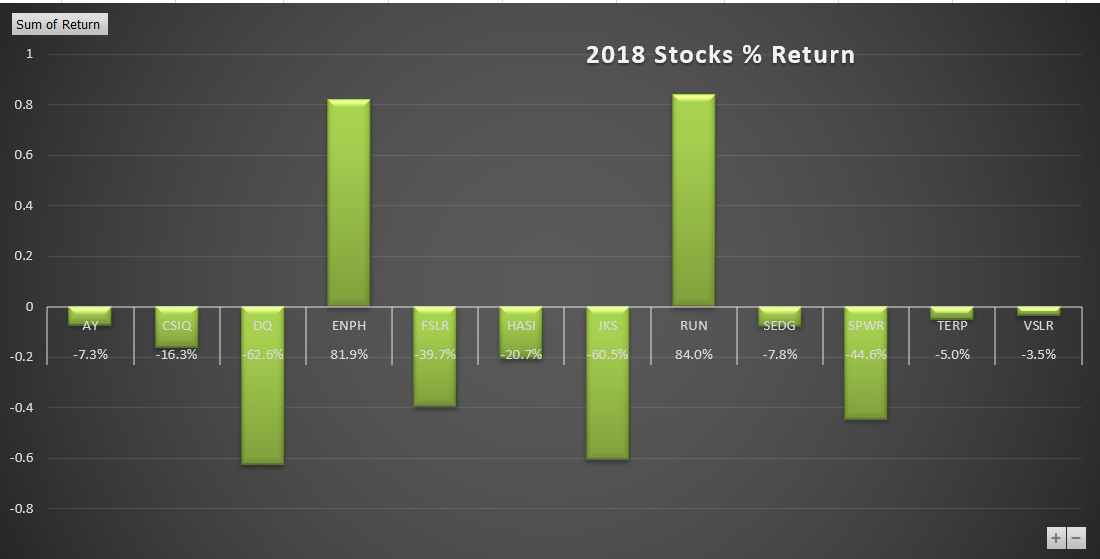 Sum of Return
2018 Stocks % Return
1
0.8
0.6
0.4
0.2
0
-0.2
-0.4
-0.6
-0.8
AY CSIQ DQ ENPH FSLR HASI JKS RUN SEDG SPWR TERP VSLR
-7.3% -16.3% -62.6% 81.9% -39.7% -20.7% -60.5% 84.0% -7.8% -44.6% -5.0% -3.5%
+ −